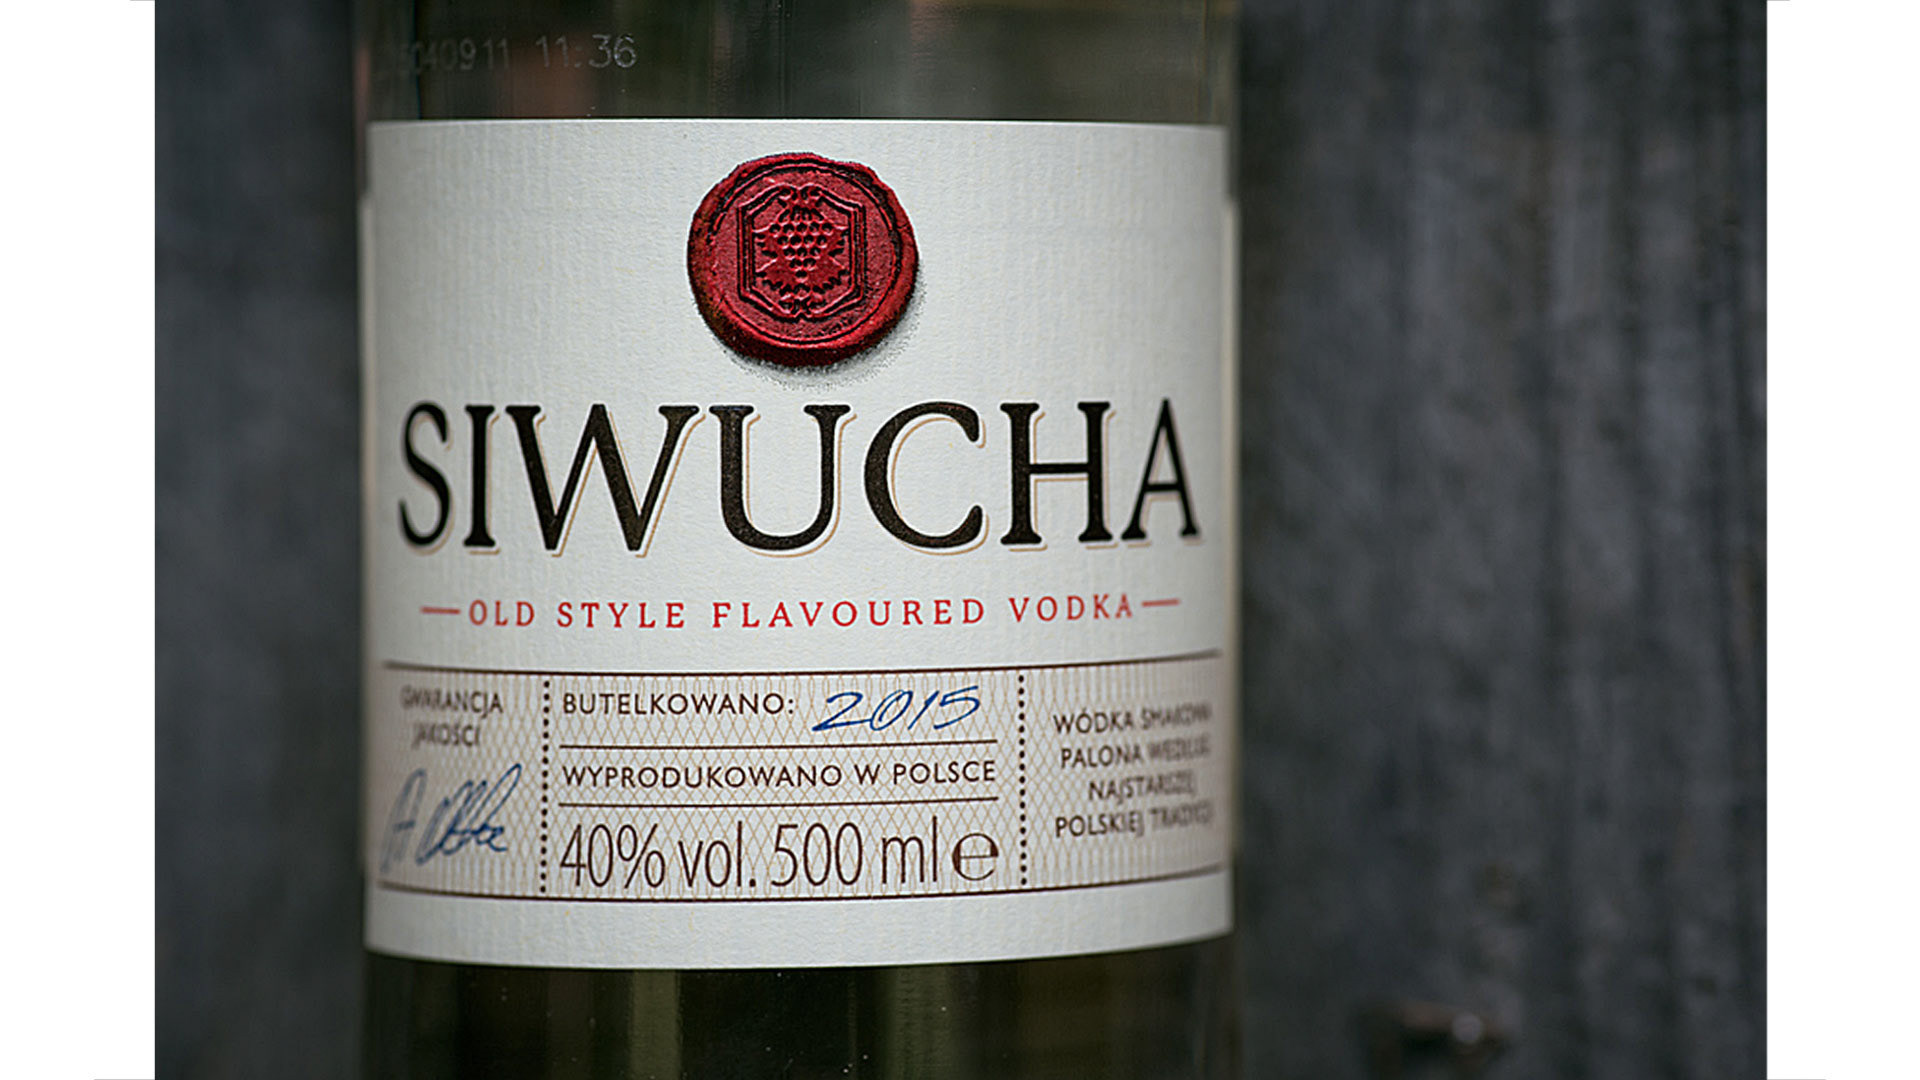 11:36
SIWUCHA
OLD STYLE FLAVOURED VODKA
GWARANCJA
JAKOŚCI
BUTELKOWANO: 2015
WYPRODUKOWANO W POLSCE
40% vol. 500 ml e
WÓDKA SMAKOWA
PALONA WEDŁUG
NAJSTARSZEJ
POLSKIEJ TRADYCJI